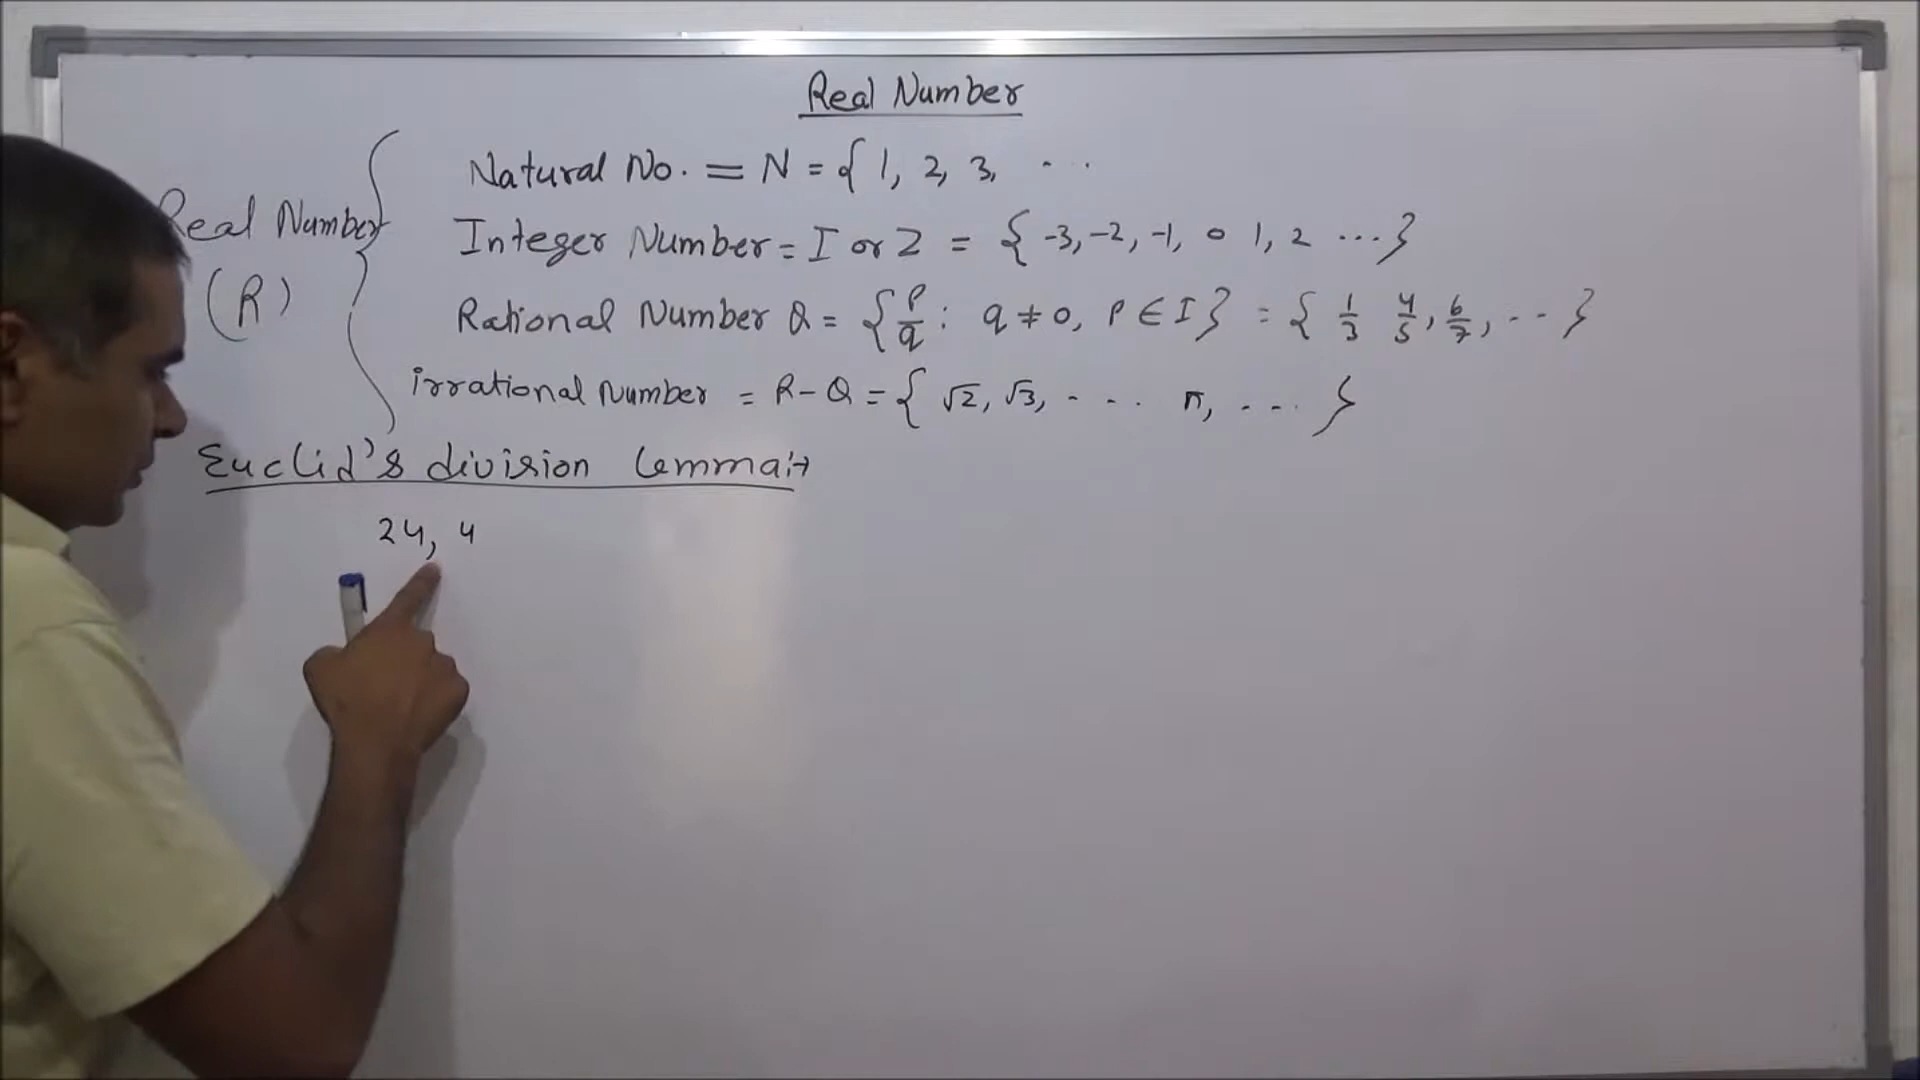 Real Number
Natural No. = N = { 1, 2, 3, ...
Real Number
(R)
Integer Number = I or Z = { -3, -2, -1, 0 1, 2 ... }
Rational Number Q = { p/q : q ≠ 0, P ∈ I } = { 1/3 4/5, 6/7, ... }
irrational Number = R - Q = { √2, √3, .... π, .... }
Euclid's division Lemma:→
24, 4